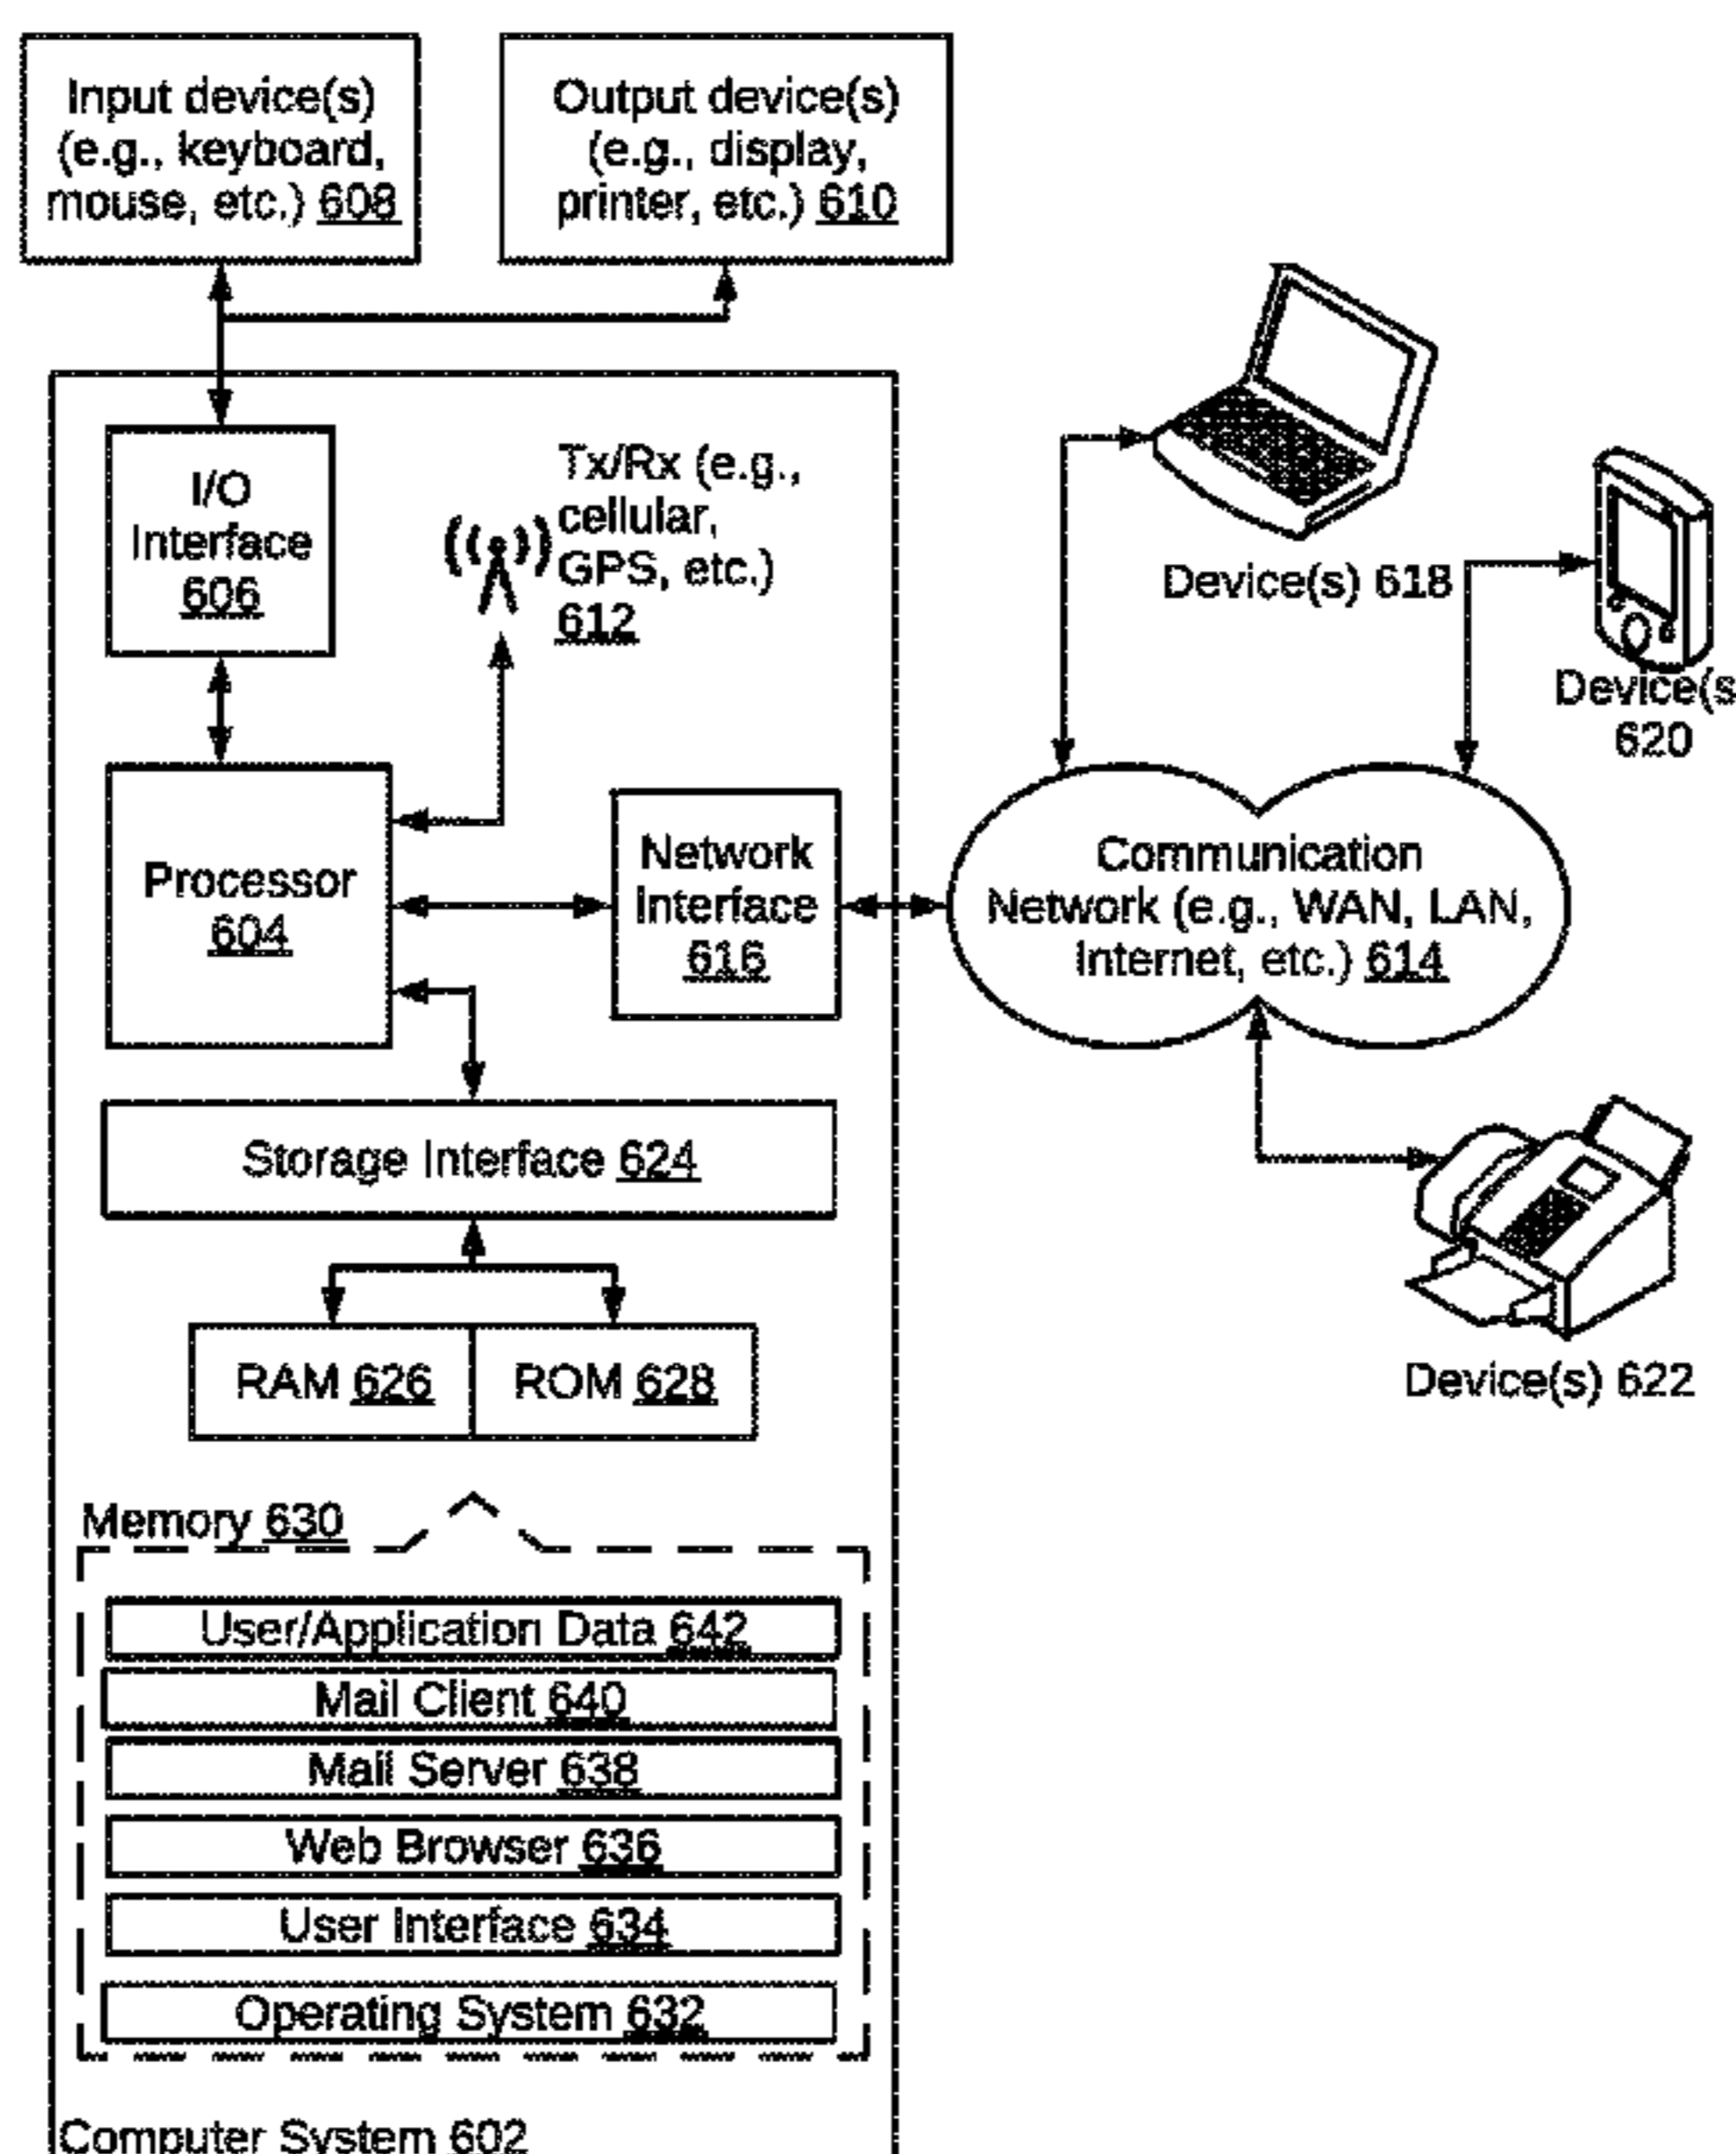 Input device(s)
(e.g., keyboard,
mouse, etc.) 608
Output device(s)
(e.g., display,
printer, etc.) 610
I/O
Interface
606
Tx/Rx (e.g.,
cellular,
GPS, etc.)
612
Device(s) 618
Device(s
620
Processor
604
Network
Interface
616
Communication
Network (e.g., WAN, LAN,
Internet, etc.) 614
Storage Interface 624
RAM 626
ROM 628
Device(s) 622
Memory 630
User/Application Data 642
Mail Client 640
Mail Server 638
Web Browser 636
User Interface 634
Operating System 632
Computer System 602